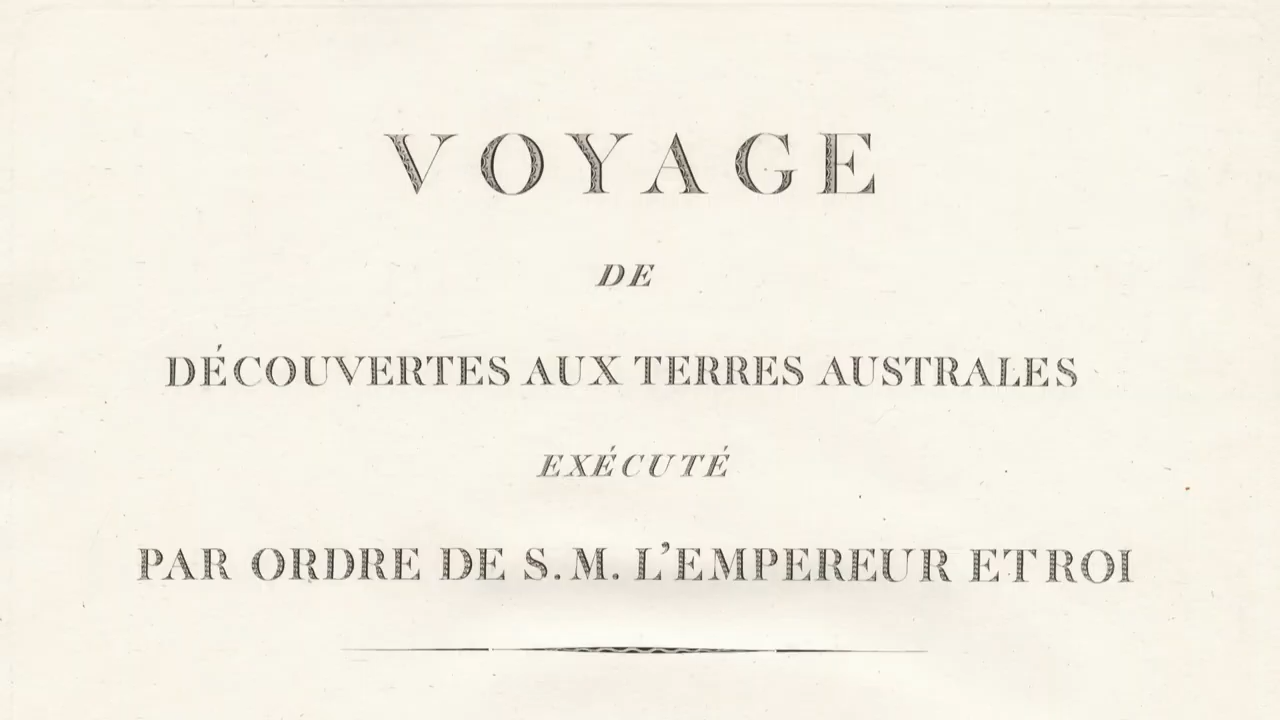 VOYAGE
DE
DÉCOUVERTES AUX TERRES AUSTRALES
EXÉCUTÉ
PAR ORDRE DE S. M. L'EMPEREUR ET ROI